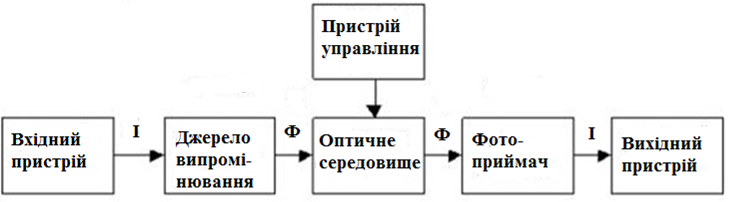 Пристрій
управління
Вхідний
пристрій
I
Джерело
випромі-
нювання
Ф
Оптичне
середовище
Ф
Фото-
приймач
I
Вихідний
пристрій